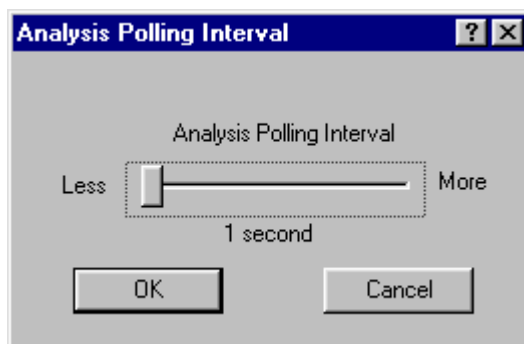 Analysis Polling Interval
Analysis Polling Interval
Less More
1 second
OK Cancel